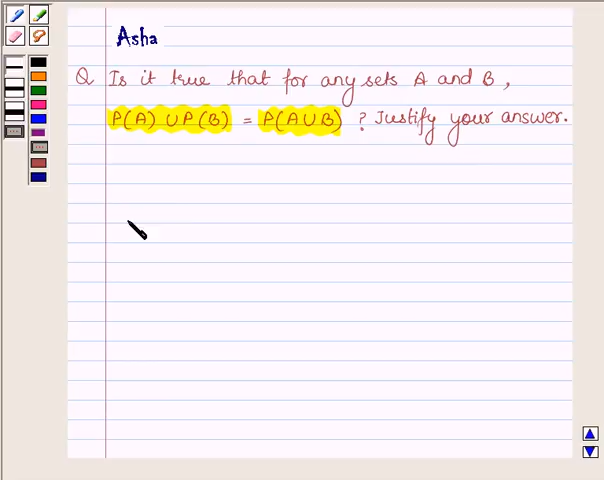 Asha
Q Is it true that for any sets A and B,
P(A) ∪ P(B) = P(A ∪ B) ? Justify your answer.